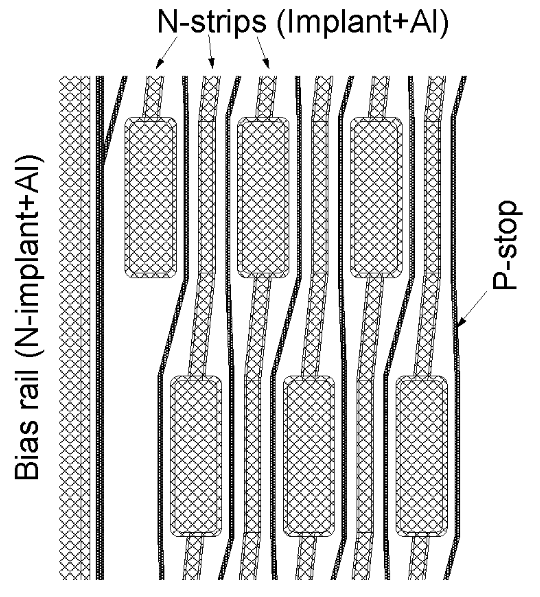 N-strips (Implant+Al)
Bias rail (N-implant+Al)
P-stop